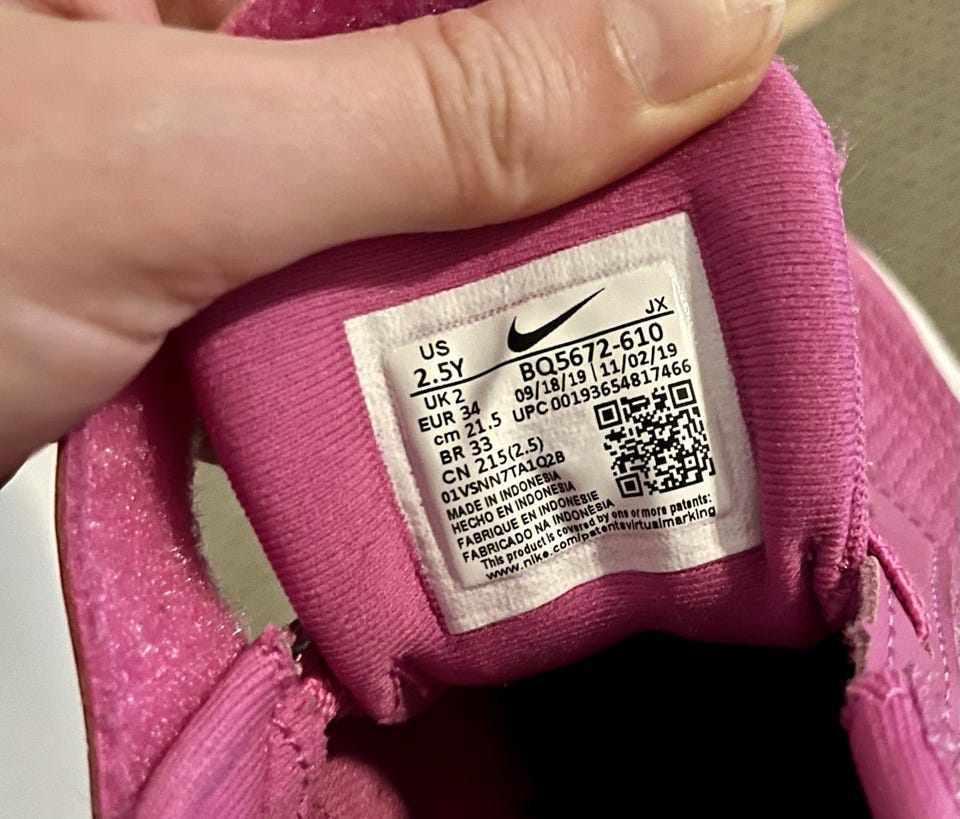 JX
US
2.5Y BQ5672-610
UK 2 09/18/19 | 11/02/19
EUR 34 UPC 00193654817466
cm 21.5
BR 33
CN 215(2.5)
01VSNN7TA1Q2B
MADE IN INDONESIA
HECHO EN INDONESIA
FABRIQUE EN INDONESIE
FABRICADO NA INDONÉSIA
This product is covered by one or more patents:
www.nike.com/patentsvirtualmarking